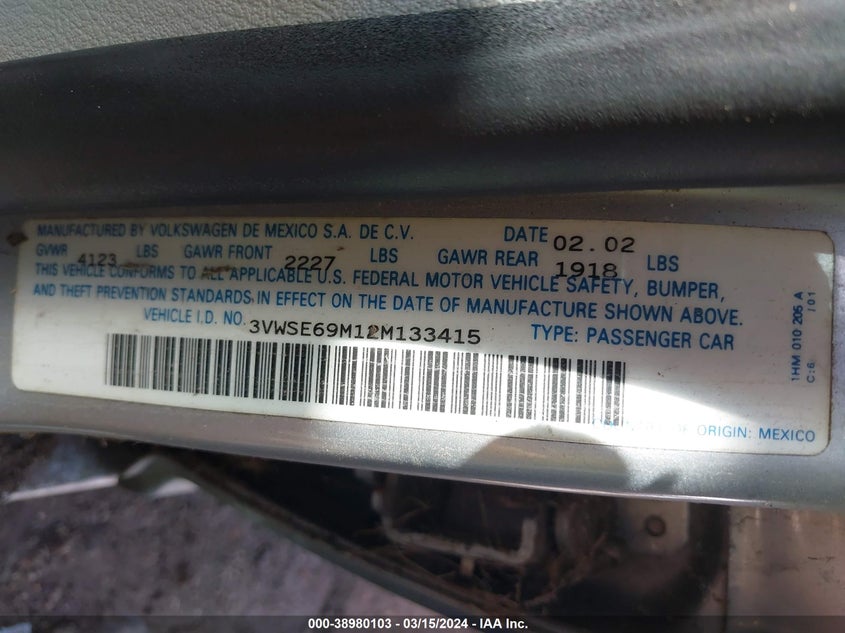 MANUFACTURED BY VOLKSWAGEN DE MEXICO S.A. DE C.V. DATE 02.02
GVWR 4123 LBS GAWR FRONT 2227 LBS GAWR REAR 1918 LBS
THIS VEHICLE CONFORMS TO ALL APPLICABLE U.S. FEDERAL MOTOR VEHICLE SAFETY, BUMPER,
AND THEFT PREVENTION STANDARDS, IN EFFECT ON THE DATE OF MANUFACTURE SHOWN ABOVE.
VEHICLE I.D. NO. 3VWSE69M12M133415 TYPE: PASSENGER CAR
ORIGIN: MEXICO
1HM 010 206 A
C:6 /01
000-38980103 - 03/15/2024 - IAA Inc.